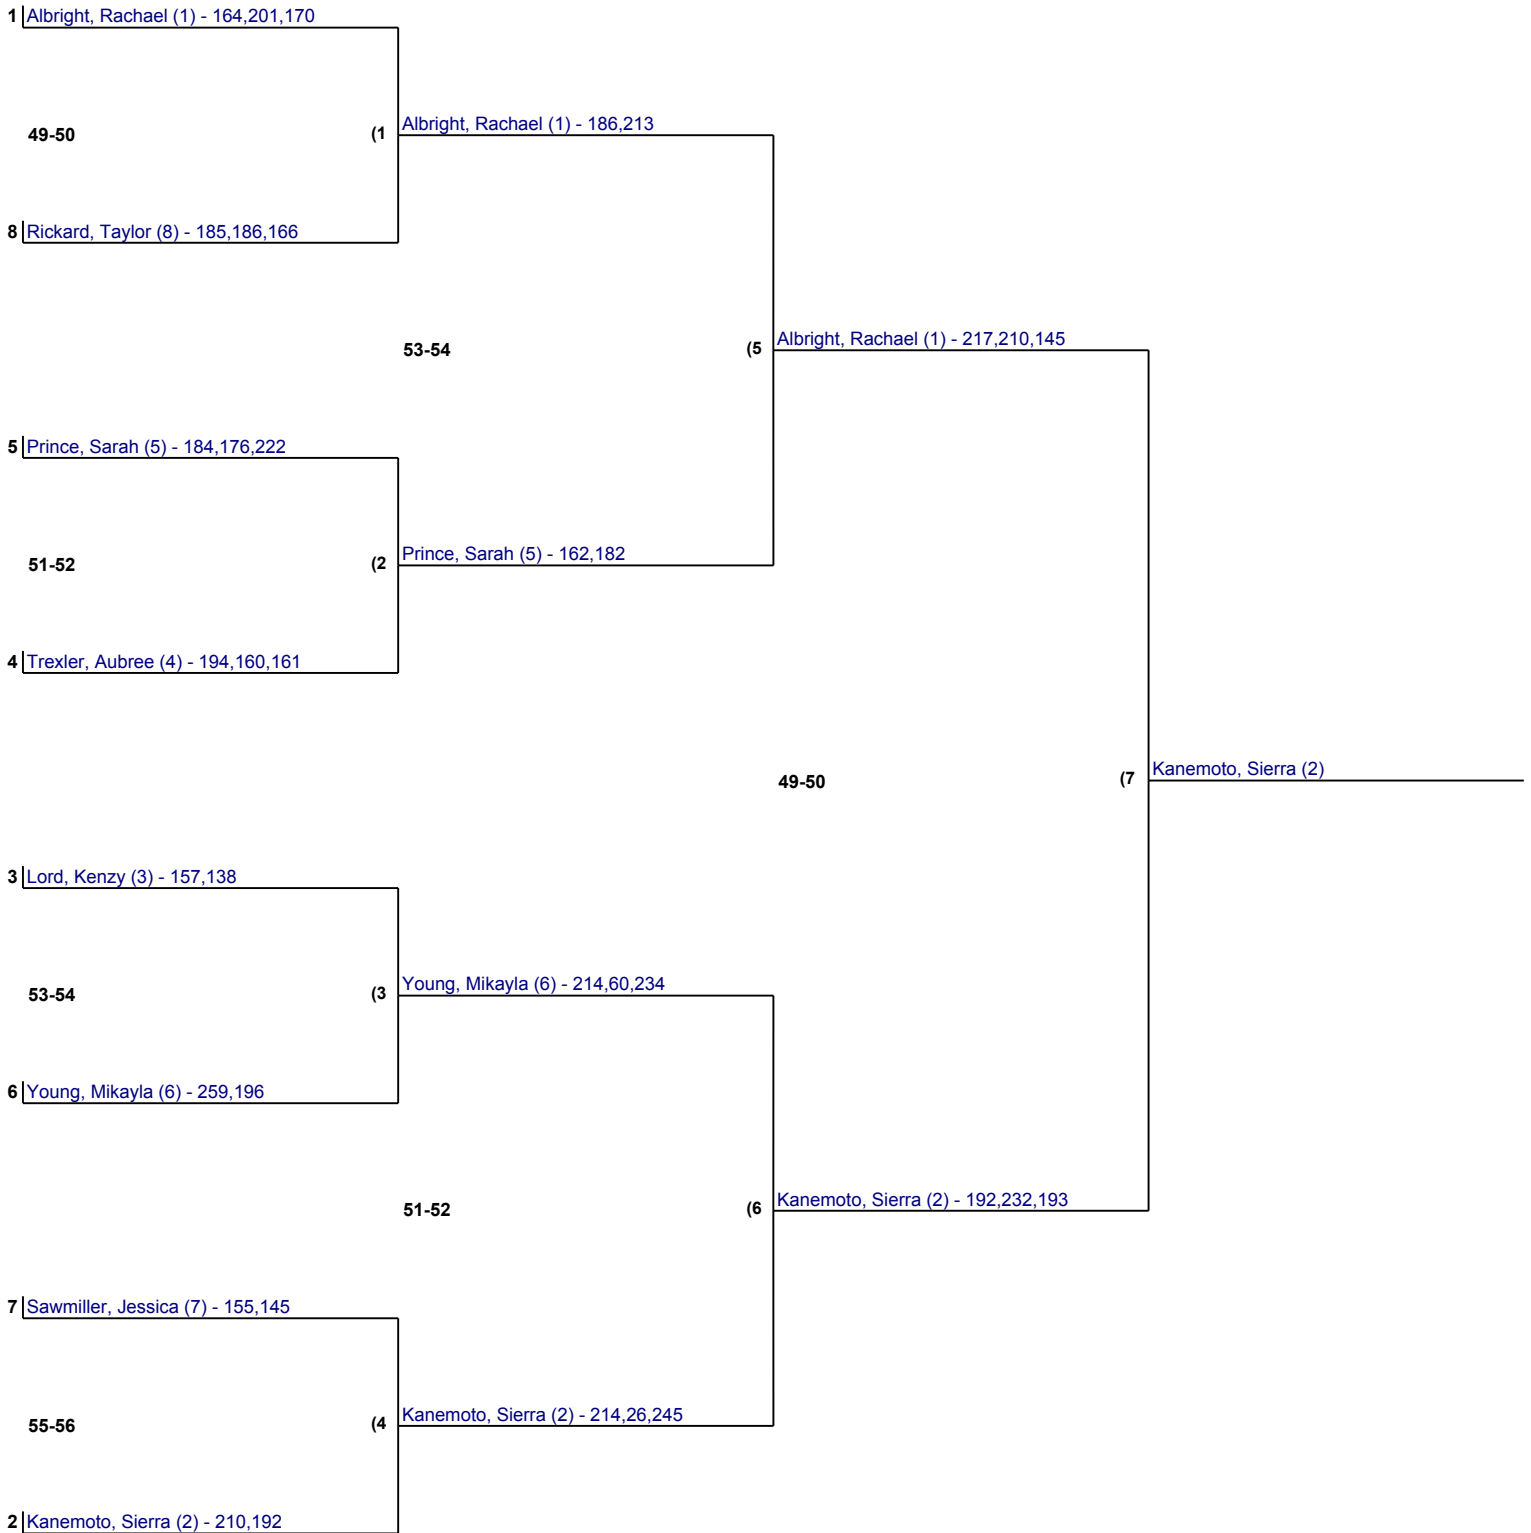 1 Albright, Rachael (1) - 164,201,170
49-50 (1 Albright, Rachael (1) - 186,213
8 Rickard, Taylor (8) - 185,186,166
53-54 (5 Albright, Rachael (1) - 217,210,145
5 Prince, Sarah (5) - 184,176,222
51-52 (2 Prince, Sarah (5) - 162,182
4 Trexler, Aubree (4) - 194,160,161
49-50 (7 Kanemoto, Sierra (2)
3 Lord, Kenzy (3) - 157,138
53-54 (3 Young, Mikayla (6) - 214,60,234
6 Young, Mikayla (6) - 259,196
51-52 (6 Kanemoto, Sierra (2) - 192,232,193
7 Sawmiller, Jessica (7) - 155,145
55-56 (4 Kanemoto, Sierra (2) - 214,26,245
2 Kanemoto, Sierra (2) - 210,192